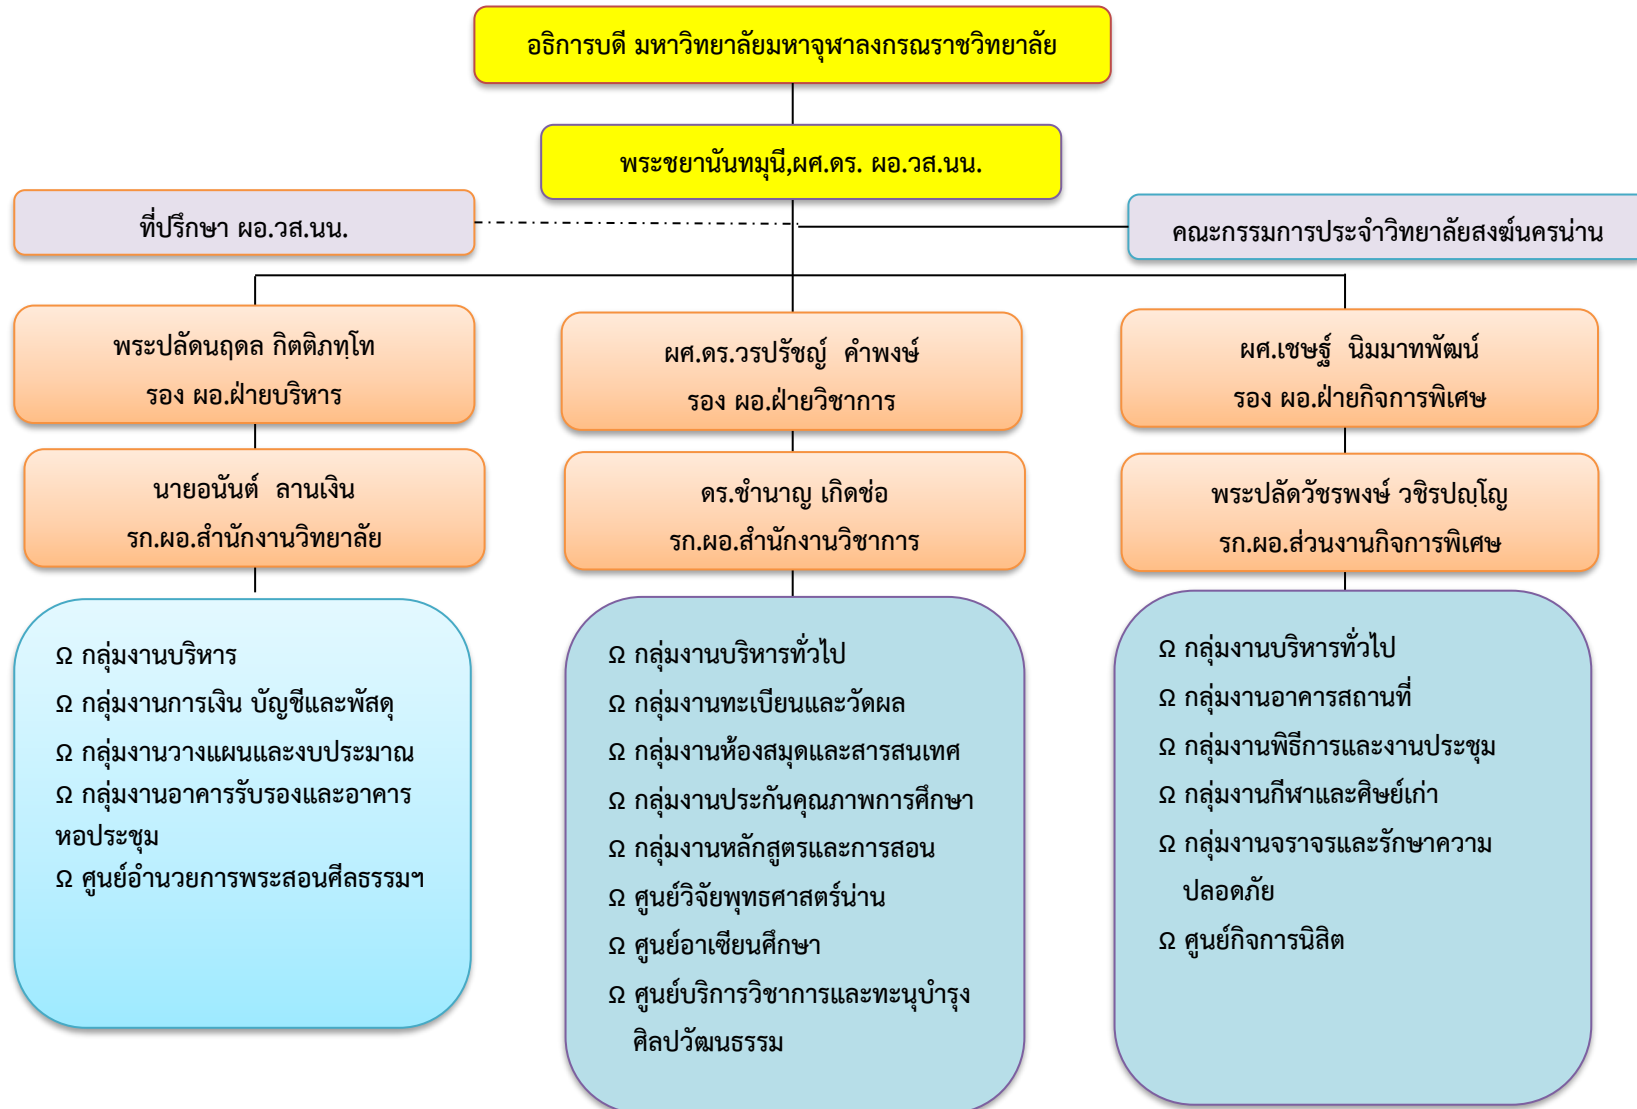 อธิการบดี มหาวิทยาลัยมหาจุฬาลงกรณราชวิทยาลัย
พระชยานันทมุนี,ผศ.ดร. ผอ.วส.นน.
ที่ปรึกษา ผอ.วส.นน.
คณะกรรมการประจำวิทยาลัยสงฆ์นครน่าน
พระปลัดนฤดล กิตติภทฺโท
รอง ผอ.ฝ่ายบริหาร
ผศ.ดร.วรปรัชญ์ คำพงษ์
รอง ผอ.ฝ่ายวิชาการ
ผศ.เชษฐ์ นิมมาทพัฒน์
รอง ผอ.ฝ่ายกิจการพิเศษ
นายอนันต์ ลานเงิน
รก.ผอ.สำนักงานวิทยาลัย
ดร.ชำนาญ เกิดช่อ
รก.ผอ.สำนักงานวิชาการ
พระปลัดวัชรพงษ์ วชิรปญฺโญ
รก.ผอ.ส่วนงานกิจการพิเศษ
Ω กลุ่มงานบริหาร
Ω กลุ่มงานการเงิน บัญชีและพัสดุ
Ω กลุ่มงานวางแผนและงบประมาณ
Ω กลุ่มงานอาคารรับรองและอาคาร
หอประชุม
Ω ศูนย์อำนวยการพระสอนศีลธรรมฯ
Ω กลุ่มงานบริหารทั่วไป
Ω กลุ่มงานทะเบียนและวัดผล
Ω กลุ่มงานห้องสมุดและสารสนเทศ
Ω กลุ่มงานประกันคุณภาพการศึกษา
Ω กลุ่มงานหลักสูตรและการสอน
Ω ศูนย์วิจัยพุทธศาสตร์น่าน
Ω ศูนย์อาเซียนศึกษา
Ω ศูนย์บริการวิชาการและทะนุบำรุง
ศิลปวัฒนธรรม
Ω กลุ่มงานบริหารทั่วไป
Ω กลุ่มงานอาคารสถานที่
Ω กลุ่มงานพิธีการและงานประชุม
Ω กลุ่มงานกีฬาและศิษย์เก่า
Ω กลุ่มงานจราจรและรักษาความ
ปลอดภัย
Ω ศูนย์กิจการนิสิต